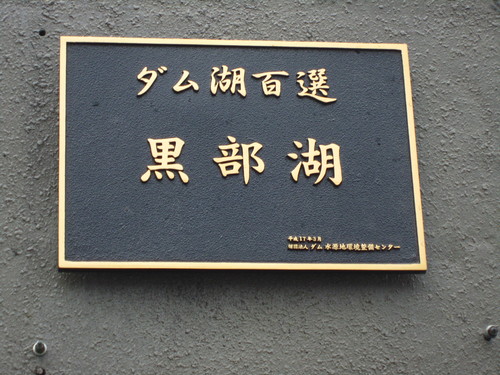 ダム湖百選
黒部湖
平成17年3月
財団法人 ダム水源地環境整備センター